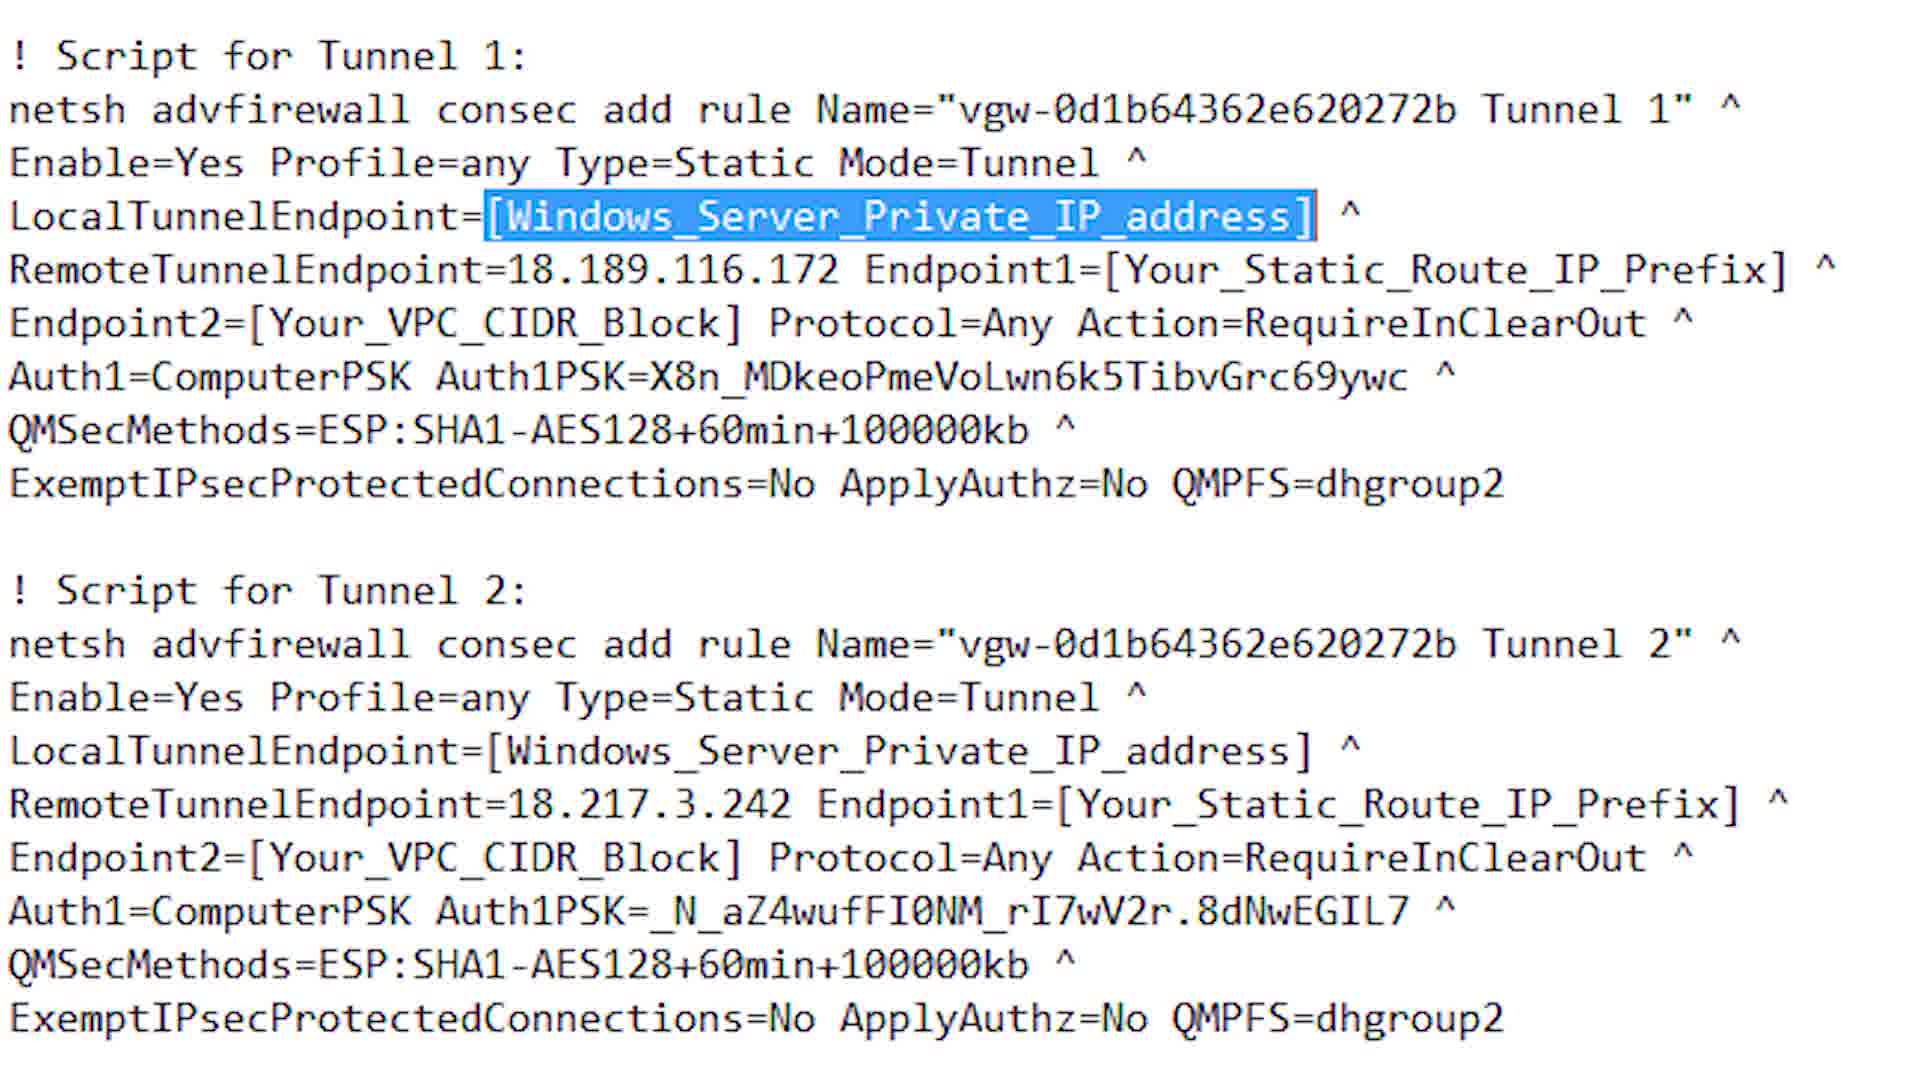 ! Script for Tunnel 1:
netsh advfirewall consec add rule Name="vgw-0d1b64362e620272b Tunnel 1" ^
Enable=Yes Profile=any Type=Static Mode=Tunnel ^
LocalTunnelEndpoint=[Windows_Server_Private_IP_address] ^
RemoteTunnelEndpoint=18.189.116.172 Endpoint1=[Your_Static_Route_IP_Prefix] ^
Endpoint2=[Your_VPC_CIDR_Block] Protocol=Any Action=RequireInClearOut ^
Auth1=ComputerPSK Auth1PSK=X8n_MDkeoPmeVoLwn6k5TibvGrc69ywc ^
QMSecMethods=ESP:SHA1-AES128+60min+100000kb ^
ExemptIPsecProtectedConnections=No ApplyAuthz=No QMPFS=dhgroup2
! Script for Tunnel 2:
netsh advfirewall consec add rule Name="vgw-0d1b64362e620272b Tunnel 2" ^
Enable=Yes Profile=any Type=Static Mode=Tunnel ^
LocalTunnelEndpoint=[Windows_Server_Private_IP_address] ^
RemoteTunnelEndpoint=18.217.3.242 Endpoint1=[Your_Static_Route_IP_Prefix] ^
Endpoint2=[Your_VPC_CIDR_Block] Protocol=Any Action=RequireInClearOut ^
Auth1=ComputerPSK Auth1PSK=_N_aZ4wufFI0NM_rI7wV2r.8dNwEGIL7 ^
QMSecMethods=ESP:SHA1-AES128+60min+100000kb ^
ExemptIPsecProtectedConnections=No ApplyAuthz=No QMPFS=dhgroup2